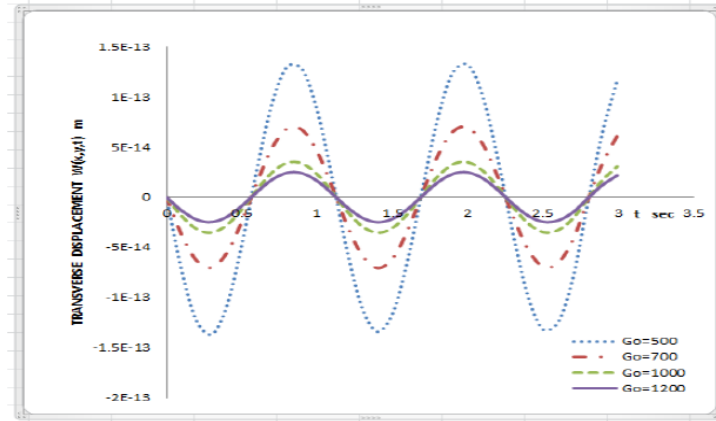 1.5E-13
1E-13
5E-14
0
-5E-14
-1E-13
-1.5E-13
-2E-13
TRANSVERSE DISPLACEMENT W(x,y,t) m
0. 0.5 1 1.5 2 2.5 3 3.5
t sec
Go=500
Go=700
Go=1000
Go=1200